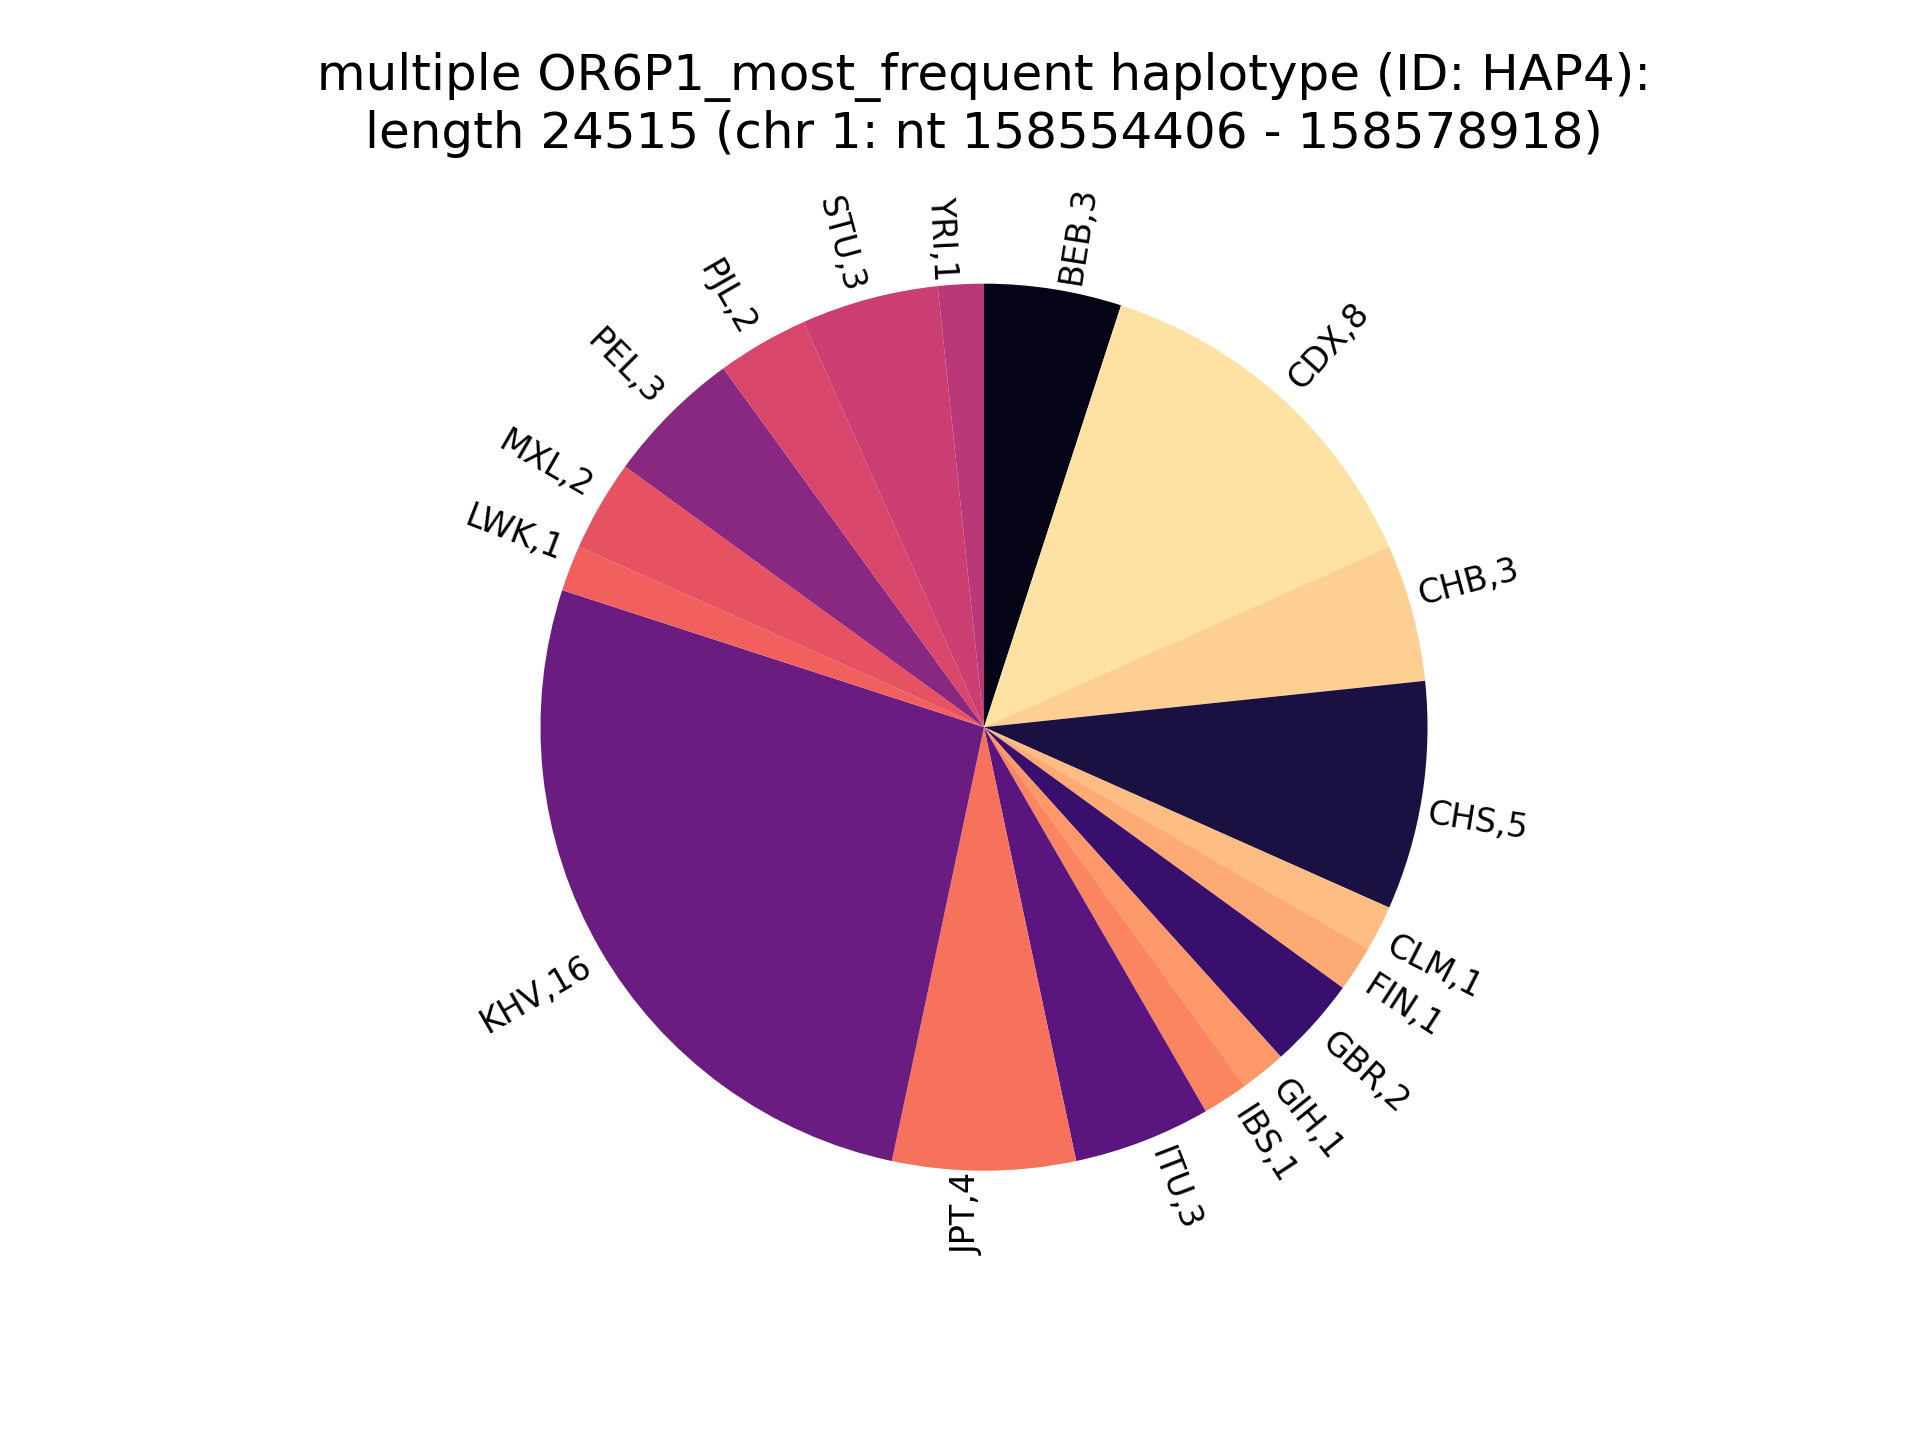 multiple OR6P1_most_frequent haplotype (ID: HAP4):
length 24515 (chr 1: nt 158554406 - 158578918)
BEB,3
CDX,8
CHB,3
CHS,5
CLM,1
FIN,1
GBR,2
GIH,1
IBS,1
ITU,3
JPT,4
KHV,16
LWK,1
MXL,2
PEL,3
PJL,2
STU,3
YRI,1